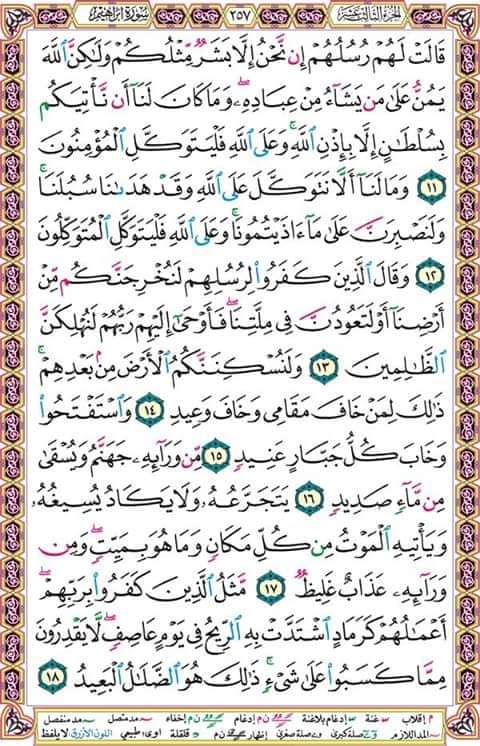 الجزء الثالث عشر ٢٥٧ سورة إبراهيم
قَالَتْ لَهُمْ رُسُلُهُمْ إِن نَّحْنُ إِلَّا بَشَرٌ مِّثْلُكُمْ وَلَٰكِنَّ ٱللَّهَ
يَمُنُّ عَلَىٰ مَن يَشَآءُ مِنْ عِبَادِهِۦ ۖ وَمَا كَانَ لَنَآ أَن نَّأْتِيَكُم
بِسُلْطَٰنٍ إِلَّا بِإِذْنِ ٱللَّهِ ۚ وَعَلَى ٱللَّهِ فَلْيَتَوَكَّلِ ٱلْمُؤْمِنُونَ
١١ وَمَا لَنَآ أَلَّا نَتَوَكَّلَ عَلَى ٱللَّهِ وَقَدْ هَدَىٰنَا سُبُلَنَا ۚ
وَلَنَصْبِرَنَّ عَلَىٰ مَآ ءَاذَيْتُمُونَا ۚ وَعَلَى ٱللَّهِ فَلْيَتَوَكَّلِ ٱلْمُتَوَكِّلُونَ
١٢ وَقَالَ ٱلَّذِينَ كَفَرُوا۟ لِرُسُلِهِمْ لَنُخْرِجَنَّكُم مِّنْ
أَرْضِنَآ أَوْ لَتَعُودُنَّ فِى مِلَّتِنَا ۖ فَأَوْحَىٰٓ إِلَيْهِمْ رَبُّهُمْ لَنُهْلِكَنَّ
ٱلظَّٰلِمِينَ ١٣ وَلَنُسْكِنَنَّكُمُ ٱلْأَرْضَ مِنۢ بَعْدِهِمْ ۚ
ذَٰلِكَ لِمَنْ خَافَ مَقَامِى وَخَافَ وَعِيدِ ١٤ وَٱسْتَفْتَحُوا۟
وَخَابَ كُلُّ جَبَّارٍ عَنِيدٍ ١٥ مِّن وَرَآئِهِۦ جَهَنَّمُ وَيُسْقَىٰ
مِن مَّآءٍ صَدِيدٍ ١٦ يَتَجَرَّعُهُۥ وَلَا يَكَادُ يُسِيغُهُۥ
وَيَأْتِيهِ ٱلْمَوْتُ مِن كُلِّ مَكَانٍ وَمَا هُوَ بِمَيِّتٍ ۖ وَمِن
وَرَآئِهِۦ عَذَابٌ غَلِيظٌ ١٧ مَّثَلُ ٱلَّذِينَ كَفَرُوا۟ بِرَبِّهِمْ ۖ
أَعْمَٰلُهُمْ كَرَمَادٍ ٱشْتَدَّتْ بِهِ ٱلرِّيحُ فِى يَوْمٍ عَاصِفٍ ۖ لَّا يَقْدِرُونَ
مِمَّا كَسَبُوا۟ عَلَىٰ شَىْءٍ ۚ ذَٰلِكَ هُوَ ٱلضَّلَٰلُ ٱلْبَعِيدُ ١٨
م إقلاب غنة إدغام بلاغنة ن م إدغام ن م إخفاء مد متصل مد منفصل
المد اللازم صلة كبرى صلة صغرى إظهار ن م قلقلة اوى: طبيعي اللون الأزرق لا يلفظ